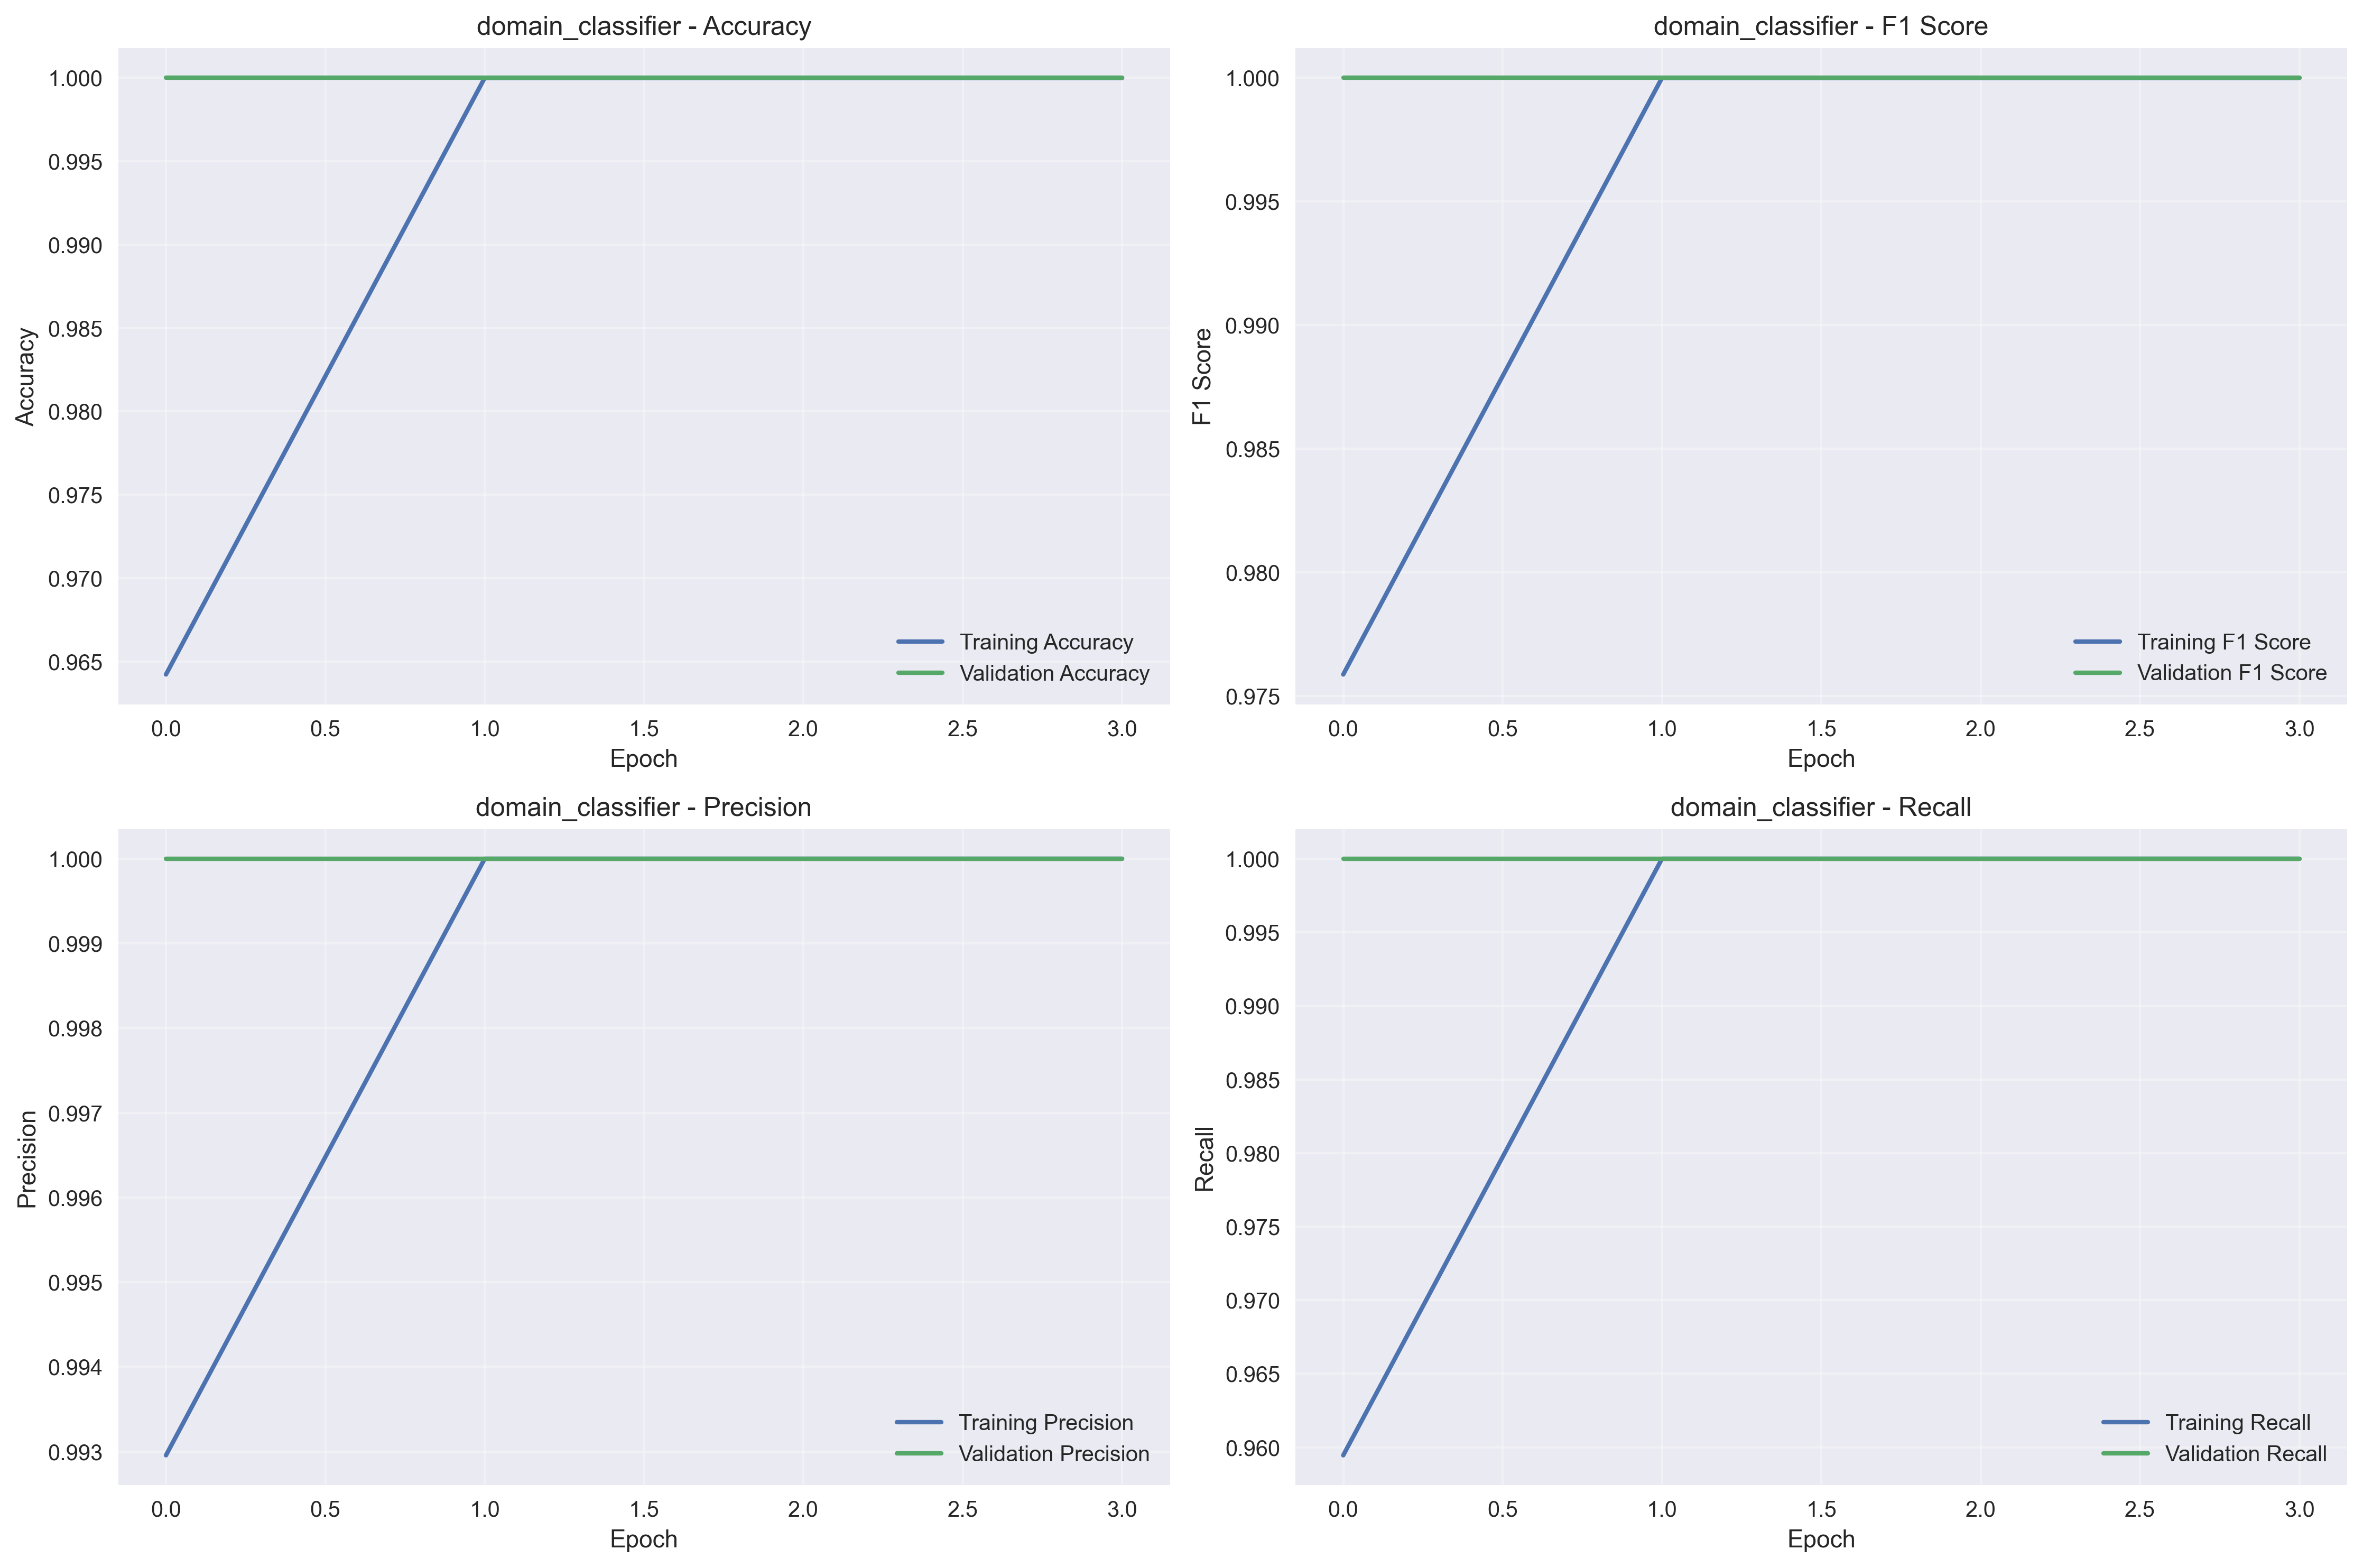 domain_classifier - Accuracy
1.000
0.995
0.990
0.985
0.980
0.975
0.970
0.965
Accuracy
Training Accuracy
Validation Accuracy
0.0 0.5 1.0 1.5 2.0 2.5 3.0
Epoch
domain_classifier - F1 Score
1.000
0.995
0.990
0.985
0.980
0.975
F1 Score
Training F1 Score
Validation F1 Score
0.0 0.5 1.0 1.5 2.0 2.5 3.0
Epoch
domain_classifier - Precision
1.000
0.999
0.998
0.997
0.996
0.995
0.994
0.993
Precision
Training Precision
Validation Precision
0.0 0.5 1.0 1.5 2.0 2.5 3.0
Epoch
domain_classifier - Recall
1.000
0.995
0.990
0.985
0.980
0.975
0.970
0.965
0.960
Recall
Training Recall
Validation Recall
0.0 0.5 1.0 1.5 2.0 2.5 3.0
Epoch